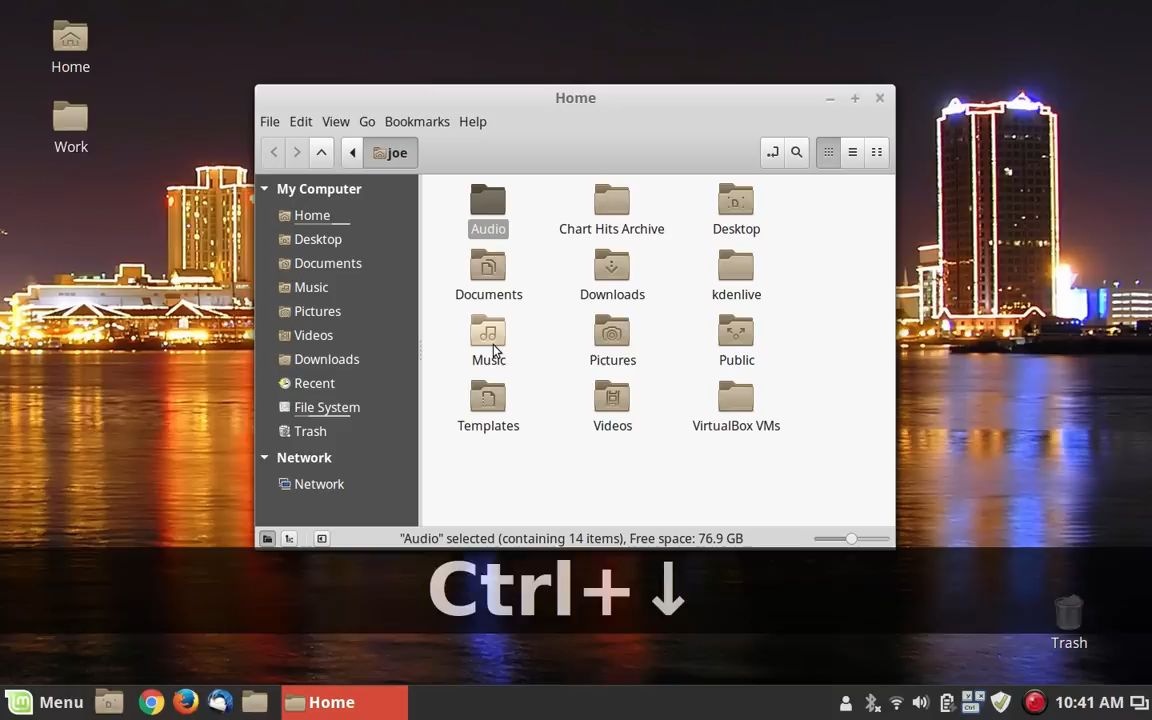 Home
Work
Home
File Edit View Go Bookmarks Help
joe
My Computer
Home
Desktop
Documents
Music
Pictures
Videos
Downloads
Recent
File System
Trash
Network
Network
Audio
Chart Hits Archive
Desktop
Documents
Downloads
kdenlive
Music
Pictures
Public
Templates
Videos
VirtualBox VMs
"Audio" selected (containing 14 items), Free space: 76.9 GB
Ctrl+↓
Trash
Menu
Home
10:41 AM